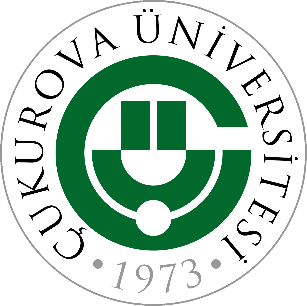 ÇUKUROVA ÜNİVERSİTESİ
• 1973 •